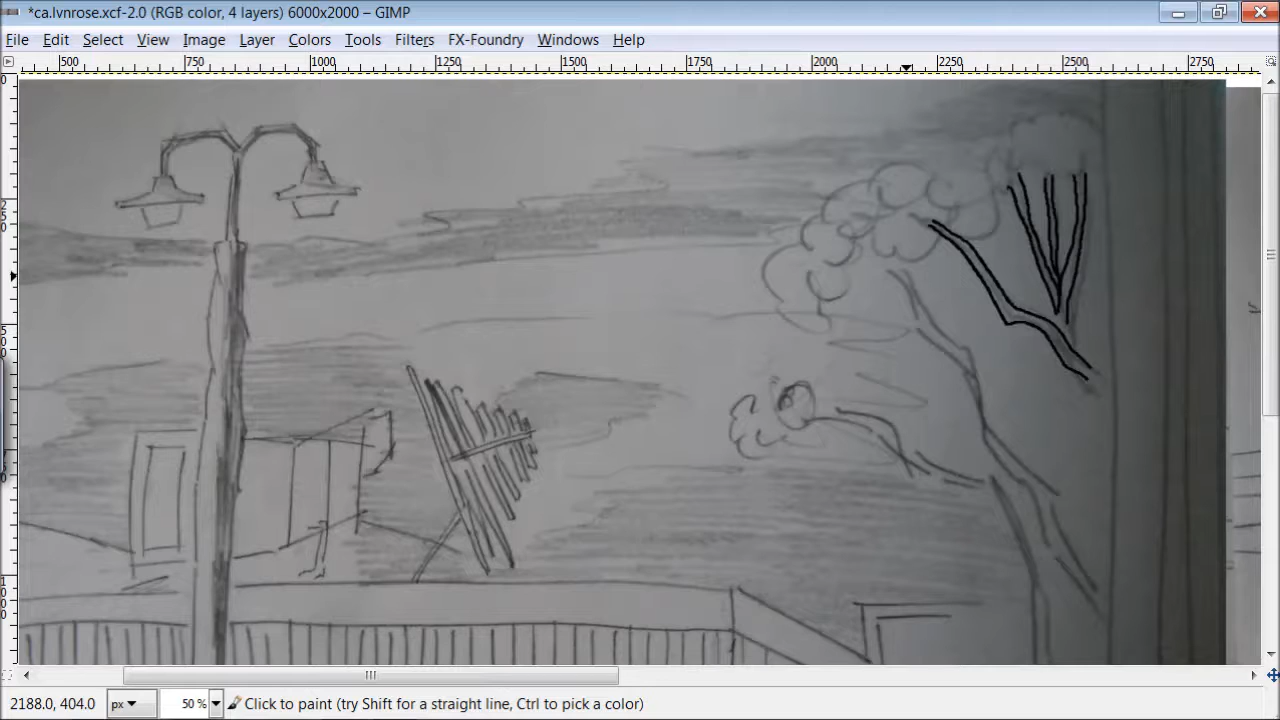 *ca.lvnrose.xcf-2.0 (RGB color, 4 layers) 6000x2000 – GIMP
File Edit Select View Image Layer Colors Tools Filters FX-Foundry Windows Help
500 750 1000 1250 1500 1750 2000 2250 2500 2750
2188.0, 404.0 px 50 % Click to paint (try Shift for a straight line, Ctrl to pick a color)